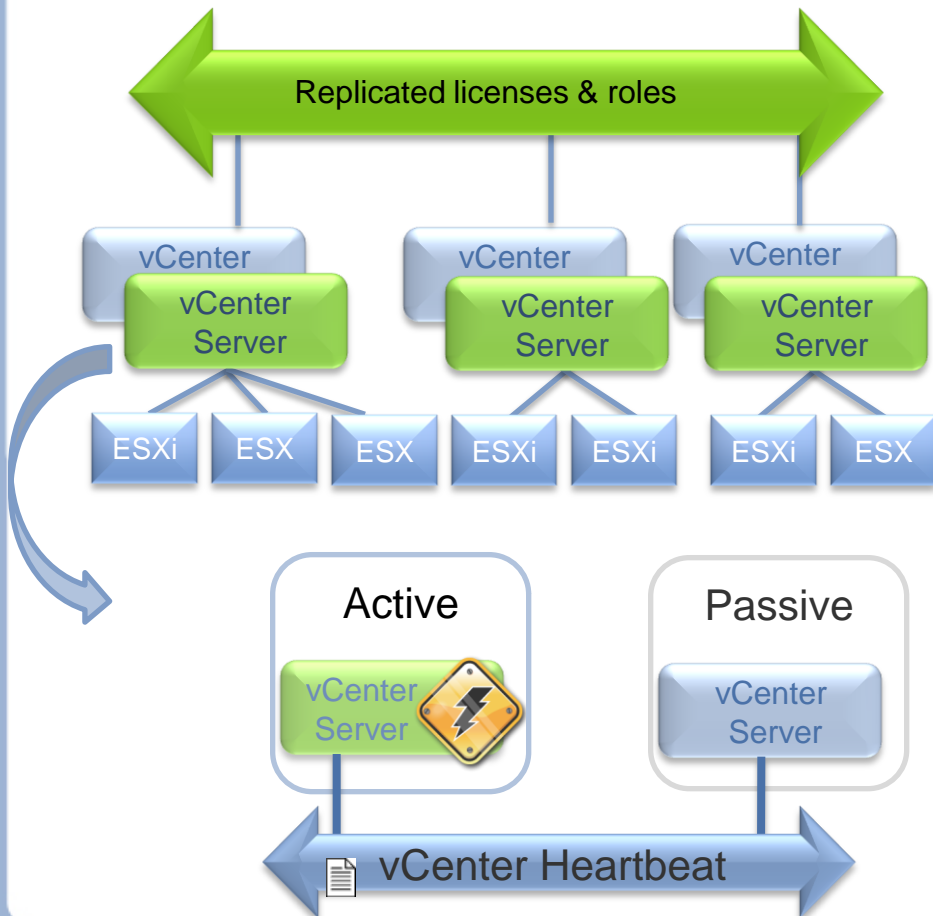 Replicated licenses & roles
vCenter
vCenter
vCenter
vCenter
Server
vCenter
Server
vCenter
Server
ESXi
ESX
ESX
ESXi
ESXi
ESXi
ESX
Active
Passive
vCenter
Server
vCenter
Server
vCenter Heartbeat